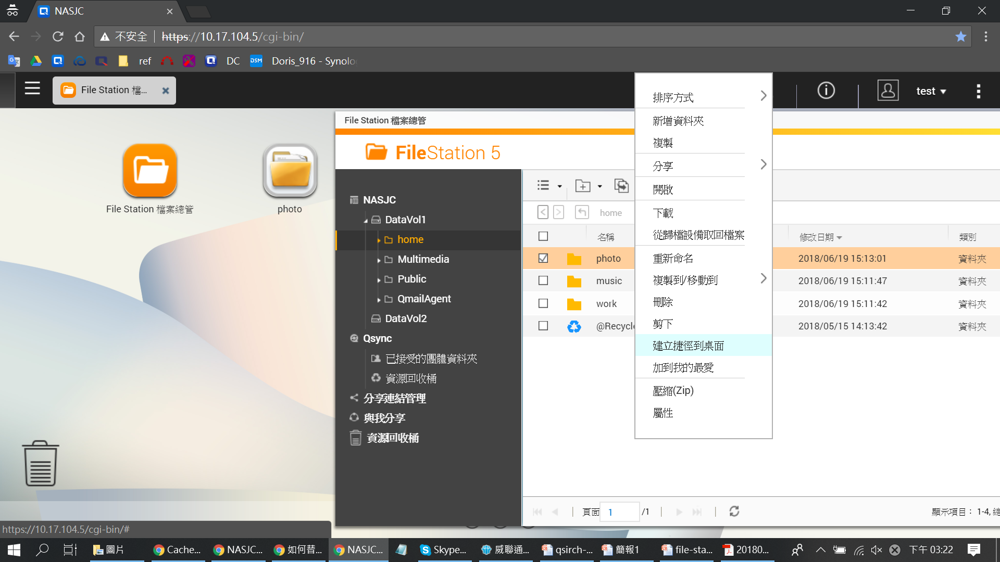 NASJC
不安全 https://10.17.104.5/cgi-bin/
ref DC DSM Doris_916 - Synolo
File Station 檔...
test
File Station 檔案總管
photo
File Station 檔案總管
FileStation 5
NASJC
DataVol1
home
Multimedia
Public
QmailAgent
DataVol2
Qsync
已接受的團體資料夾
資源回收桶
分享連結管理
與我分享
資源回收桶
home
名稱 修改日期 類別
photo 2018/06/19 15:13:01 資料夾
music 2018/06/19 15:11:47 資料夾
work 2018/06/19 15:11:42 資料夾
@Recycle 2018/05/15 14:13:42 資料夾
排序方式
新增資料夾
複製
分享
開啟
下載
從歸檔設備取回檔案
重新命名
複製到/移動到
刪除
剪下
建立捷徑到桌面
加到我的最愛
壓縮(Zip)
屬性
頁面 1 /1
顯示項目： 1-4, 總
https://10.17.104.5/cgi-bin/#
圖片 Cache... NASJC... 如何替... NASJC... Skype... 威聯通... qsirch-... 簡報1 file-sta... 20180... 下午 03:22